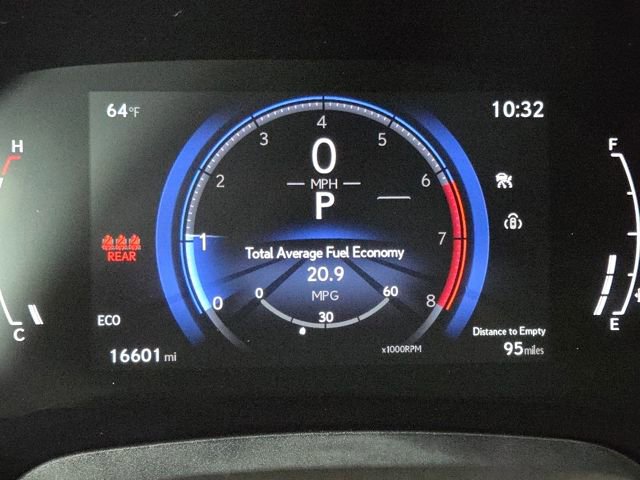 64°F
10:32
H
F
4
3
5
2
6
0
MPH
P
1
7
REAR
Total Average Fuel Economy
20.9
MPG
0
60
0
8
30
ECO
C
E
Distance to Empty
x1000RPM
16601 mi
95 miles